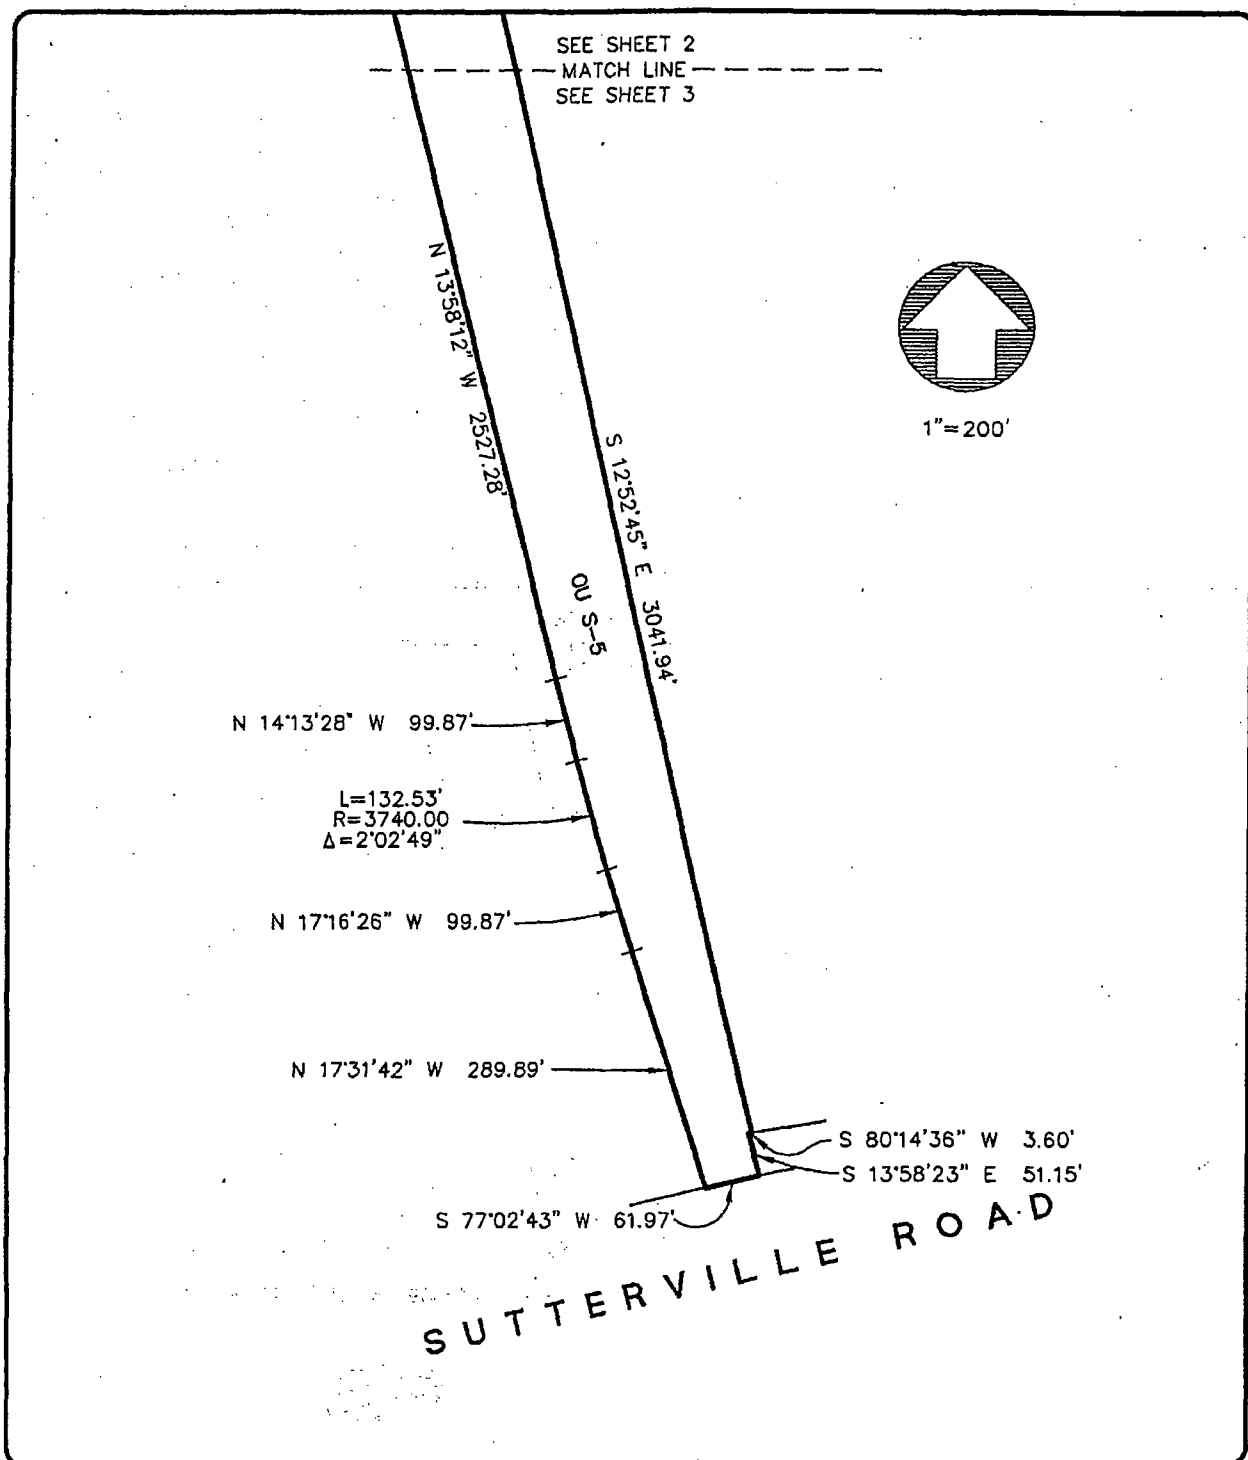 SEE SHEET 2
MATCH LINE
SEE SHEET 3
N 13°58'12" W 2527.28'
1"=200'
S 12°52'45" E 3041.94'
OU S-5
N 14°13'28" W 99.87'
L=132.53'
R=3740.00
Δ=2°02'49"
N 17°16'26" W 99.87'
N 17°31'42" W 289.89'
S 80°14'36" W 3.60'
S 13°58'23" E 51.15'
S 77°02'43" W 61.97'
SUTTERVILLE ROAD